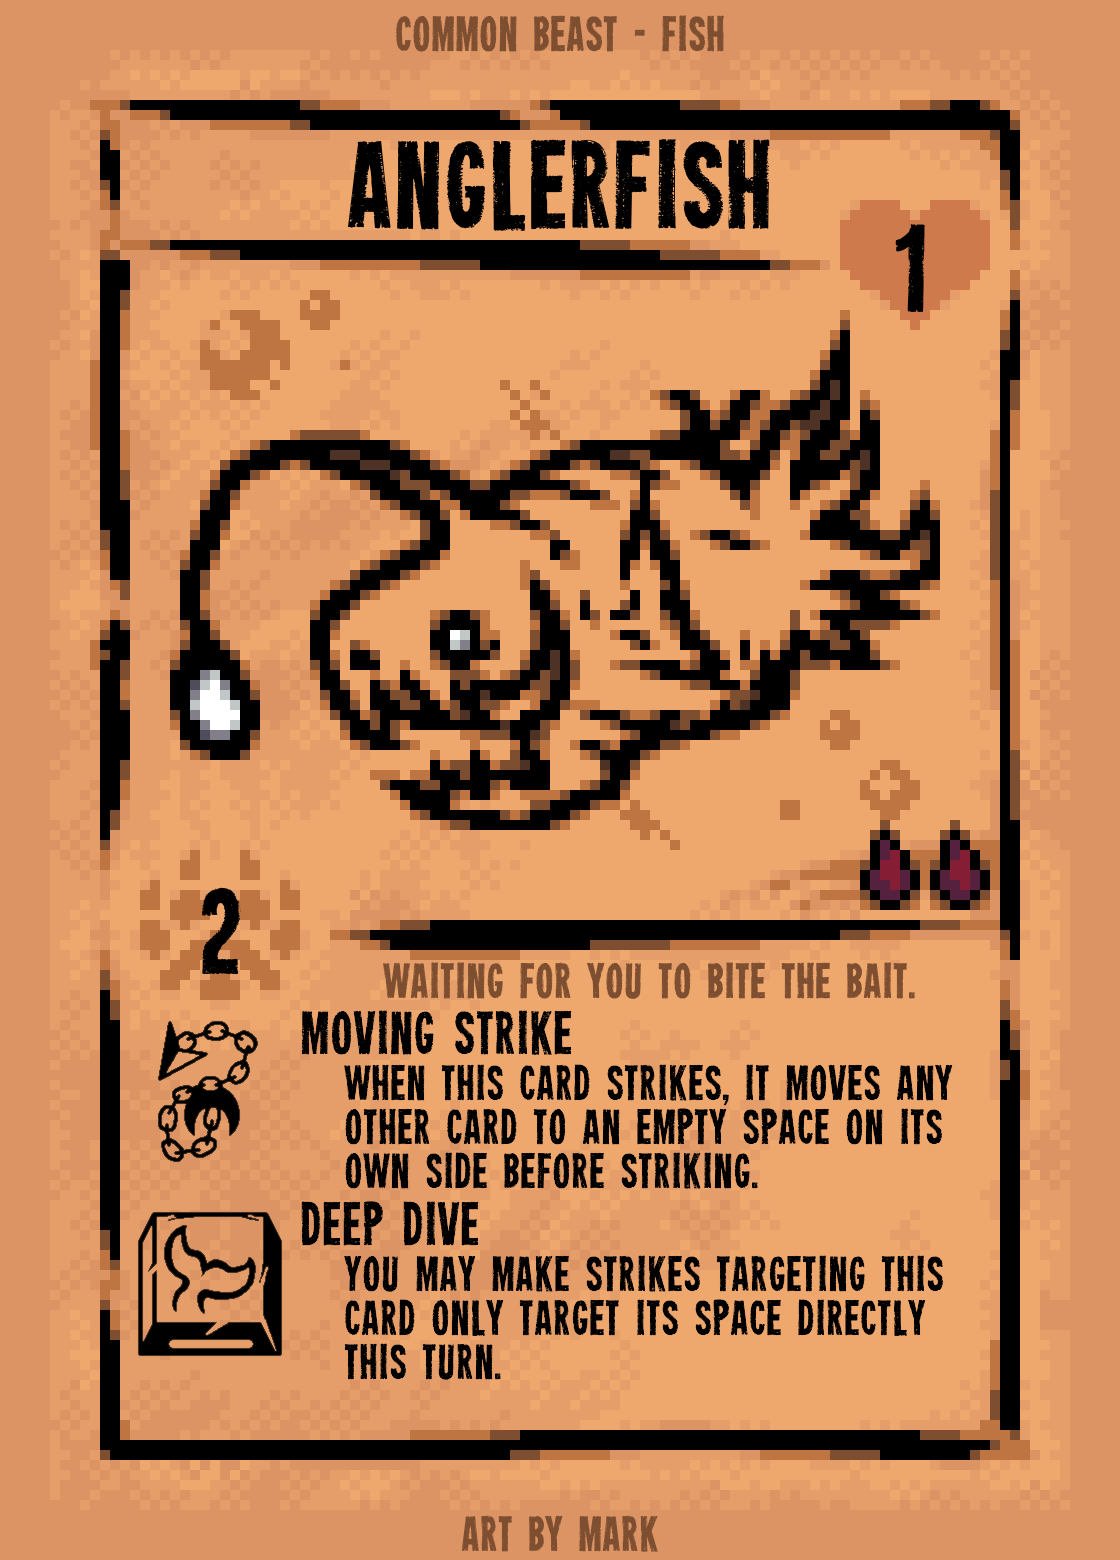 COMMON BEAST - FISH
ANGLERFISH
1
2
WAITING FOR YOU TO BITE THE BAIT.
MOVING STRIKE
WHEN THIS CARD STRIKES, IT MOVES ANY
OTHER CARD TO AN EMPTY SPACE ON ITS
OWN SIDE BEFORE STRIKING.
DEEP DIVE
YOU MAY MAKE STRIKES TARGETING THIS
CARD ONLY TARGET ITS SPACE DIRECTLY
THIS TURN.
ART BY MARK